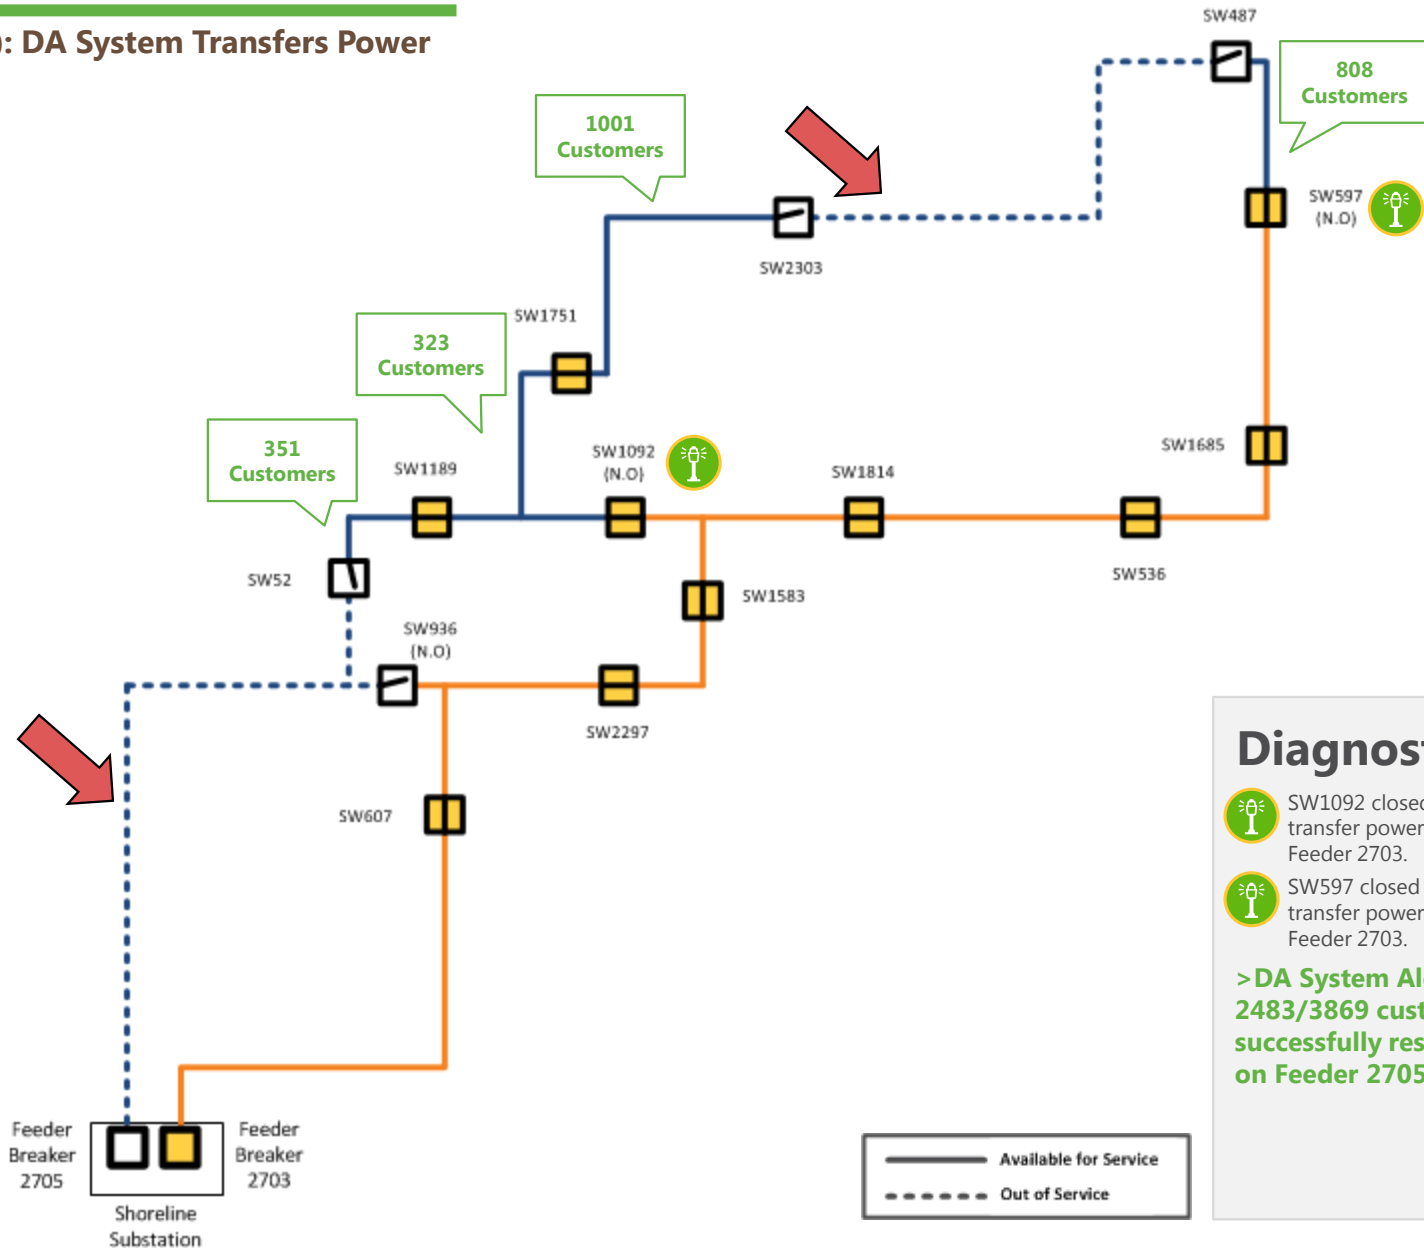 ): DA System Transfers Power
SW487
808
Customers
1001
Customers
SW597
(N.O)
SW2303
SW1751
323
Customers
351
Customers
SW1189
SW1092
(N.O)
SW1814
SW1685
SW52
SW536
SW1583
SW936
(N.O)
SW2297
SW607
Diagnost
SW1092 closed
transfer power
Feeder 2703.
SW597 closed
transfer power
Feeder 2703.
>DA System Al
2483/3869 cust
successfully res
on Feeder 2705
Feeder
Breaker
2705
Feeder
Breaker
2703
Shoreline
Substation
Available for Service
Out of Service